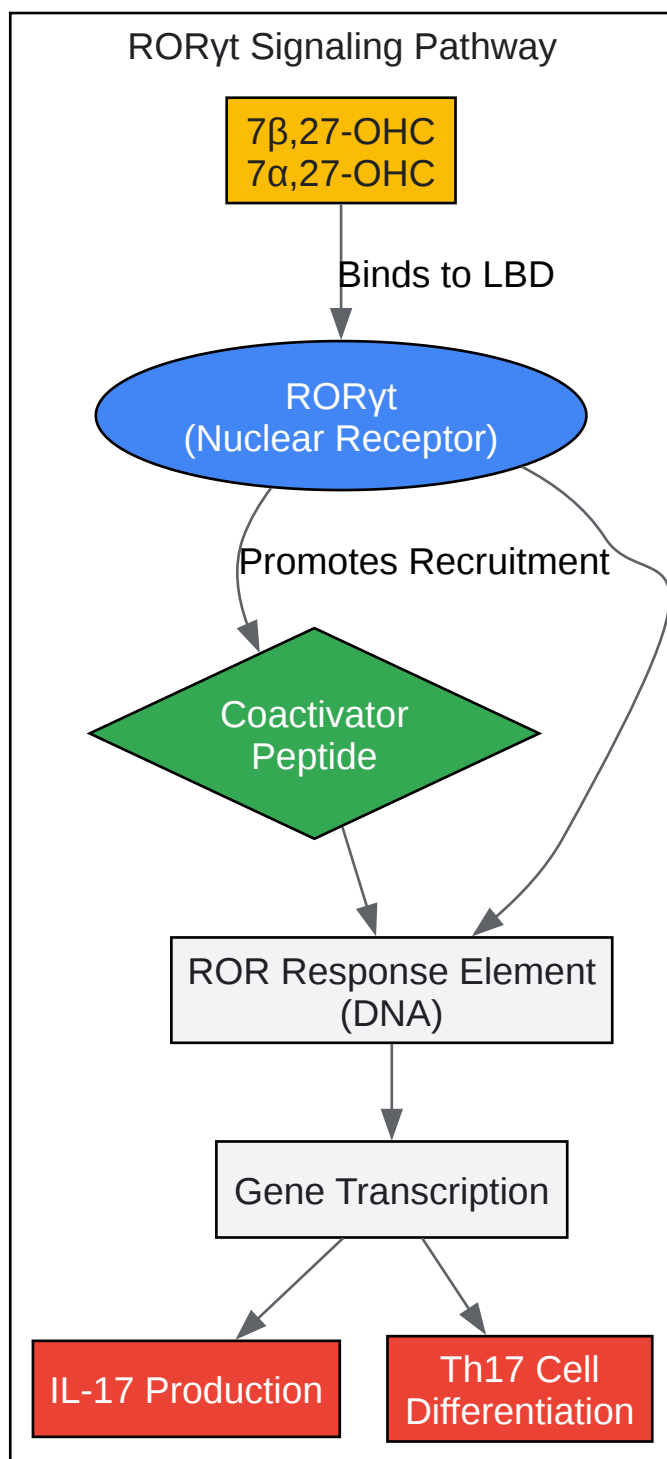 RORγt Signaling Pathway
7β,27-OHC
7α,27-OHC
Binds to LBD
RORγt
(Nuclear Receptor)
Promotes Recruitment
Coactivator
Peptide
ROR Response Element
(DNA)
Gene Transcription
IL-17 Production
Th17 Cell
Differentiation